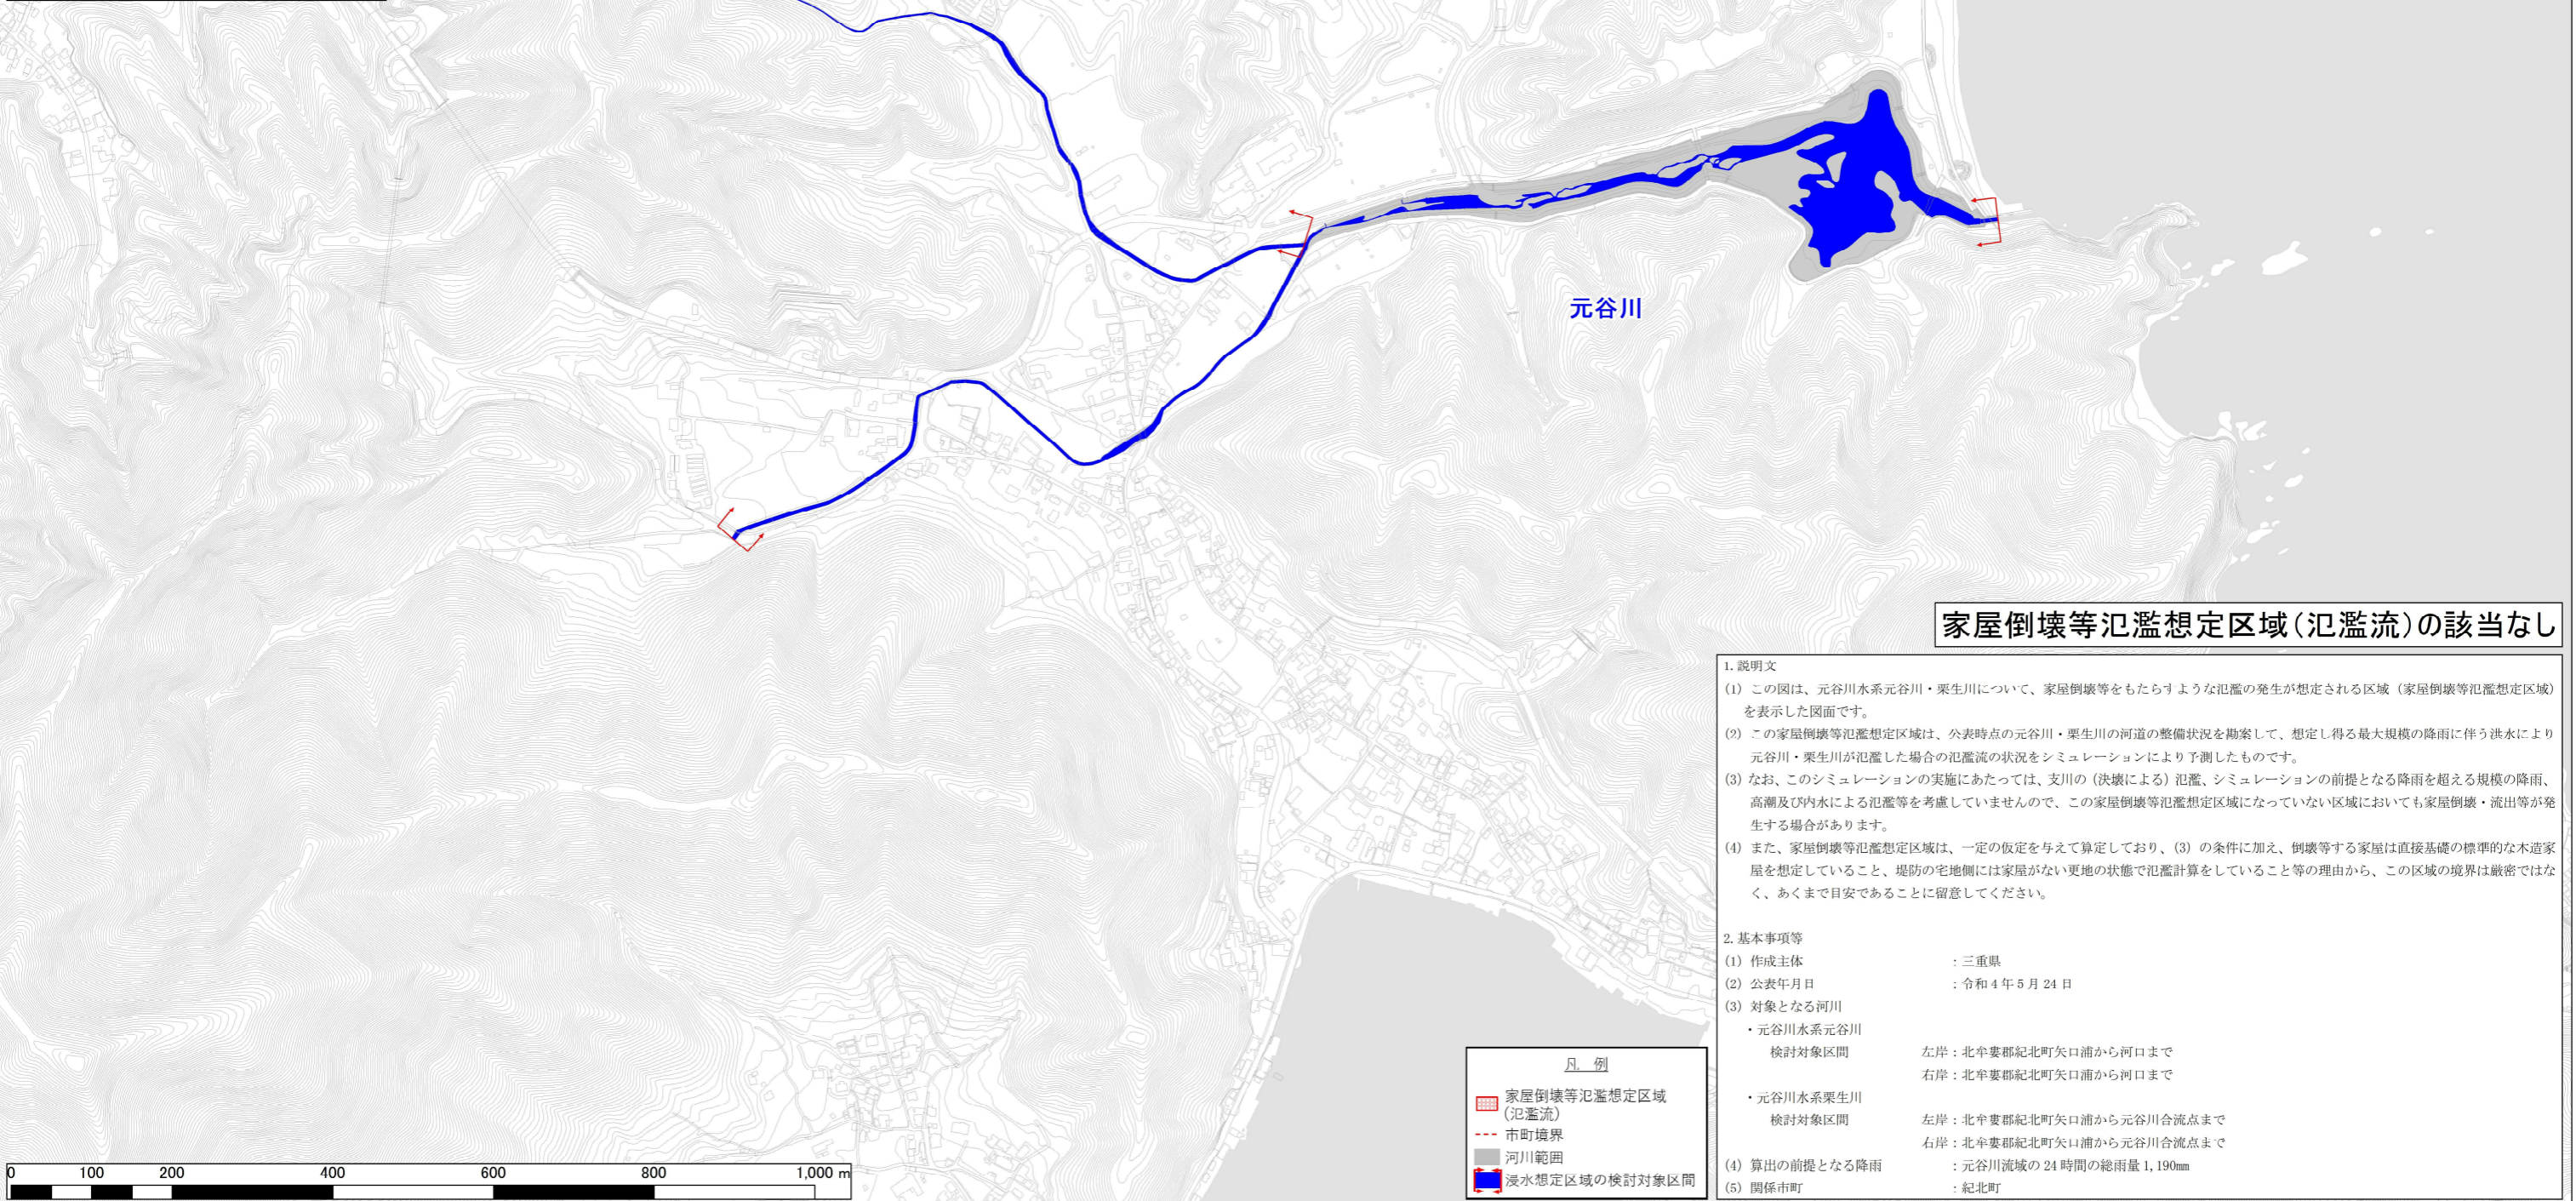 元谷川
家屋倒壊等氾濫想定区域(氾濫流)の該当なし
1.説明文
(1) この図は、元谷川水系元谷川・栗生川について、家屋倒壊等をもたらすような氾濫の発生が想定される区域(家屋倒壊等氾濫想定区域)
を表示した図面です。
(2) この家屋倒壊等氾濫想定区域は、公表時点の元谷川・栗生川の河道の整備状況を勘案して、想定し得る最大規模の降雨に伴う洪水により
元谷川・栗生川が氾濫した場合の氾濫流の状況をシミュレーションにより予測したものです。
(3) なお、このシミュレーションの実施にあたっては、支川の(決壊による)氾濫、シミュレーションの前提となる降雨を超える規模の降雨、
高潮及び内水による氾濫等を考慮していませんので、この家屋倒壊等氾濫想定区域になっていない区域においても家屋倒壊・流出等が発
生する場合があります。
(4) また、家屋倒壊等氾濫想定区域は、一定の仮定を与えて算定しており、(3) の条件に加え、倒壊等する家屋は直接基礎の標準的な木造家
屋を想定していること、堤防の宅地側には家屋がない更地の状態で氾濫計算をしていること等の理由から、この区域の境界は厳密ではな
く、あくまで目安であることに留意してください。
2.基本事項等
(1) 作成主体 :三重県
(2) 公表年月日 :令和4年5月24日
(3) 対象となる河川
・元谷川水系元谷川
検討対象区間 左岸:北牟婁郡紀北町矢口浦から河口まで
右岸:北牟婁郡紀北町矢口浦から河口まで
・元谷川水系栗生川
検討対象区間 左岸:北牟婁郡紀北町矢口浦から元谷川合流点まで
右岸:北牟婁郡紀北町矢口浦から元谷川合流点まで
(4) 算出の前提となる降雨 :元谷川流域の24時間の総雨量1,190mm
(5) 関係市町 :紀北町
凡 例
家屋倒壊等氾濫想定区域
(氾濫流)
市町境界
河川範囲
浸水想定区域の検討対象区間
0 100 200 400 600 800 1,000 m